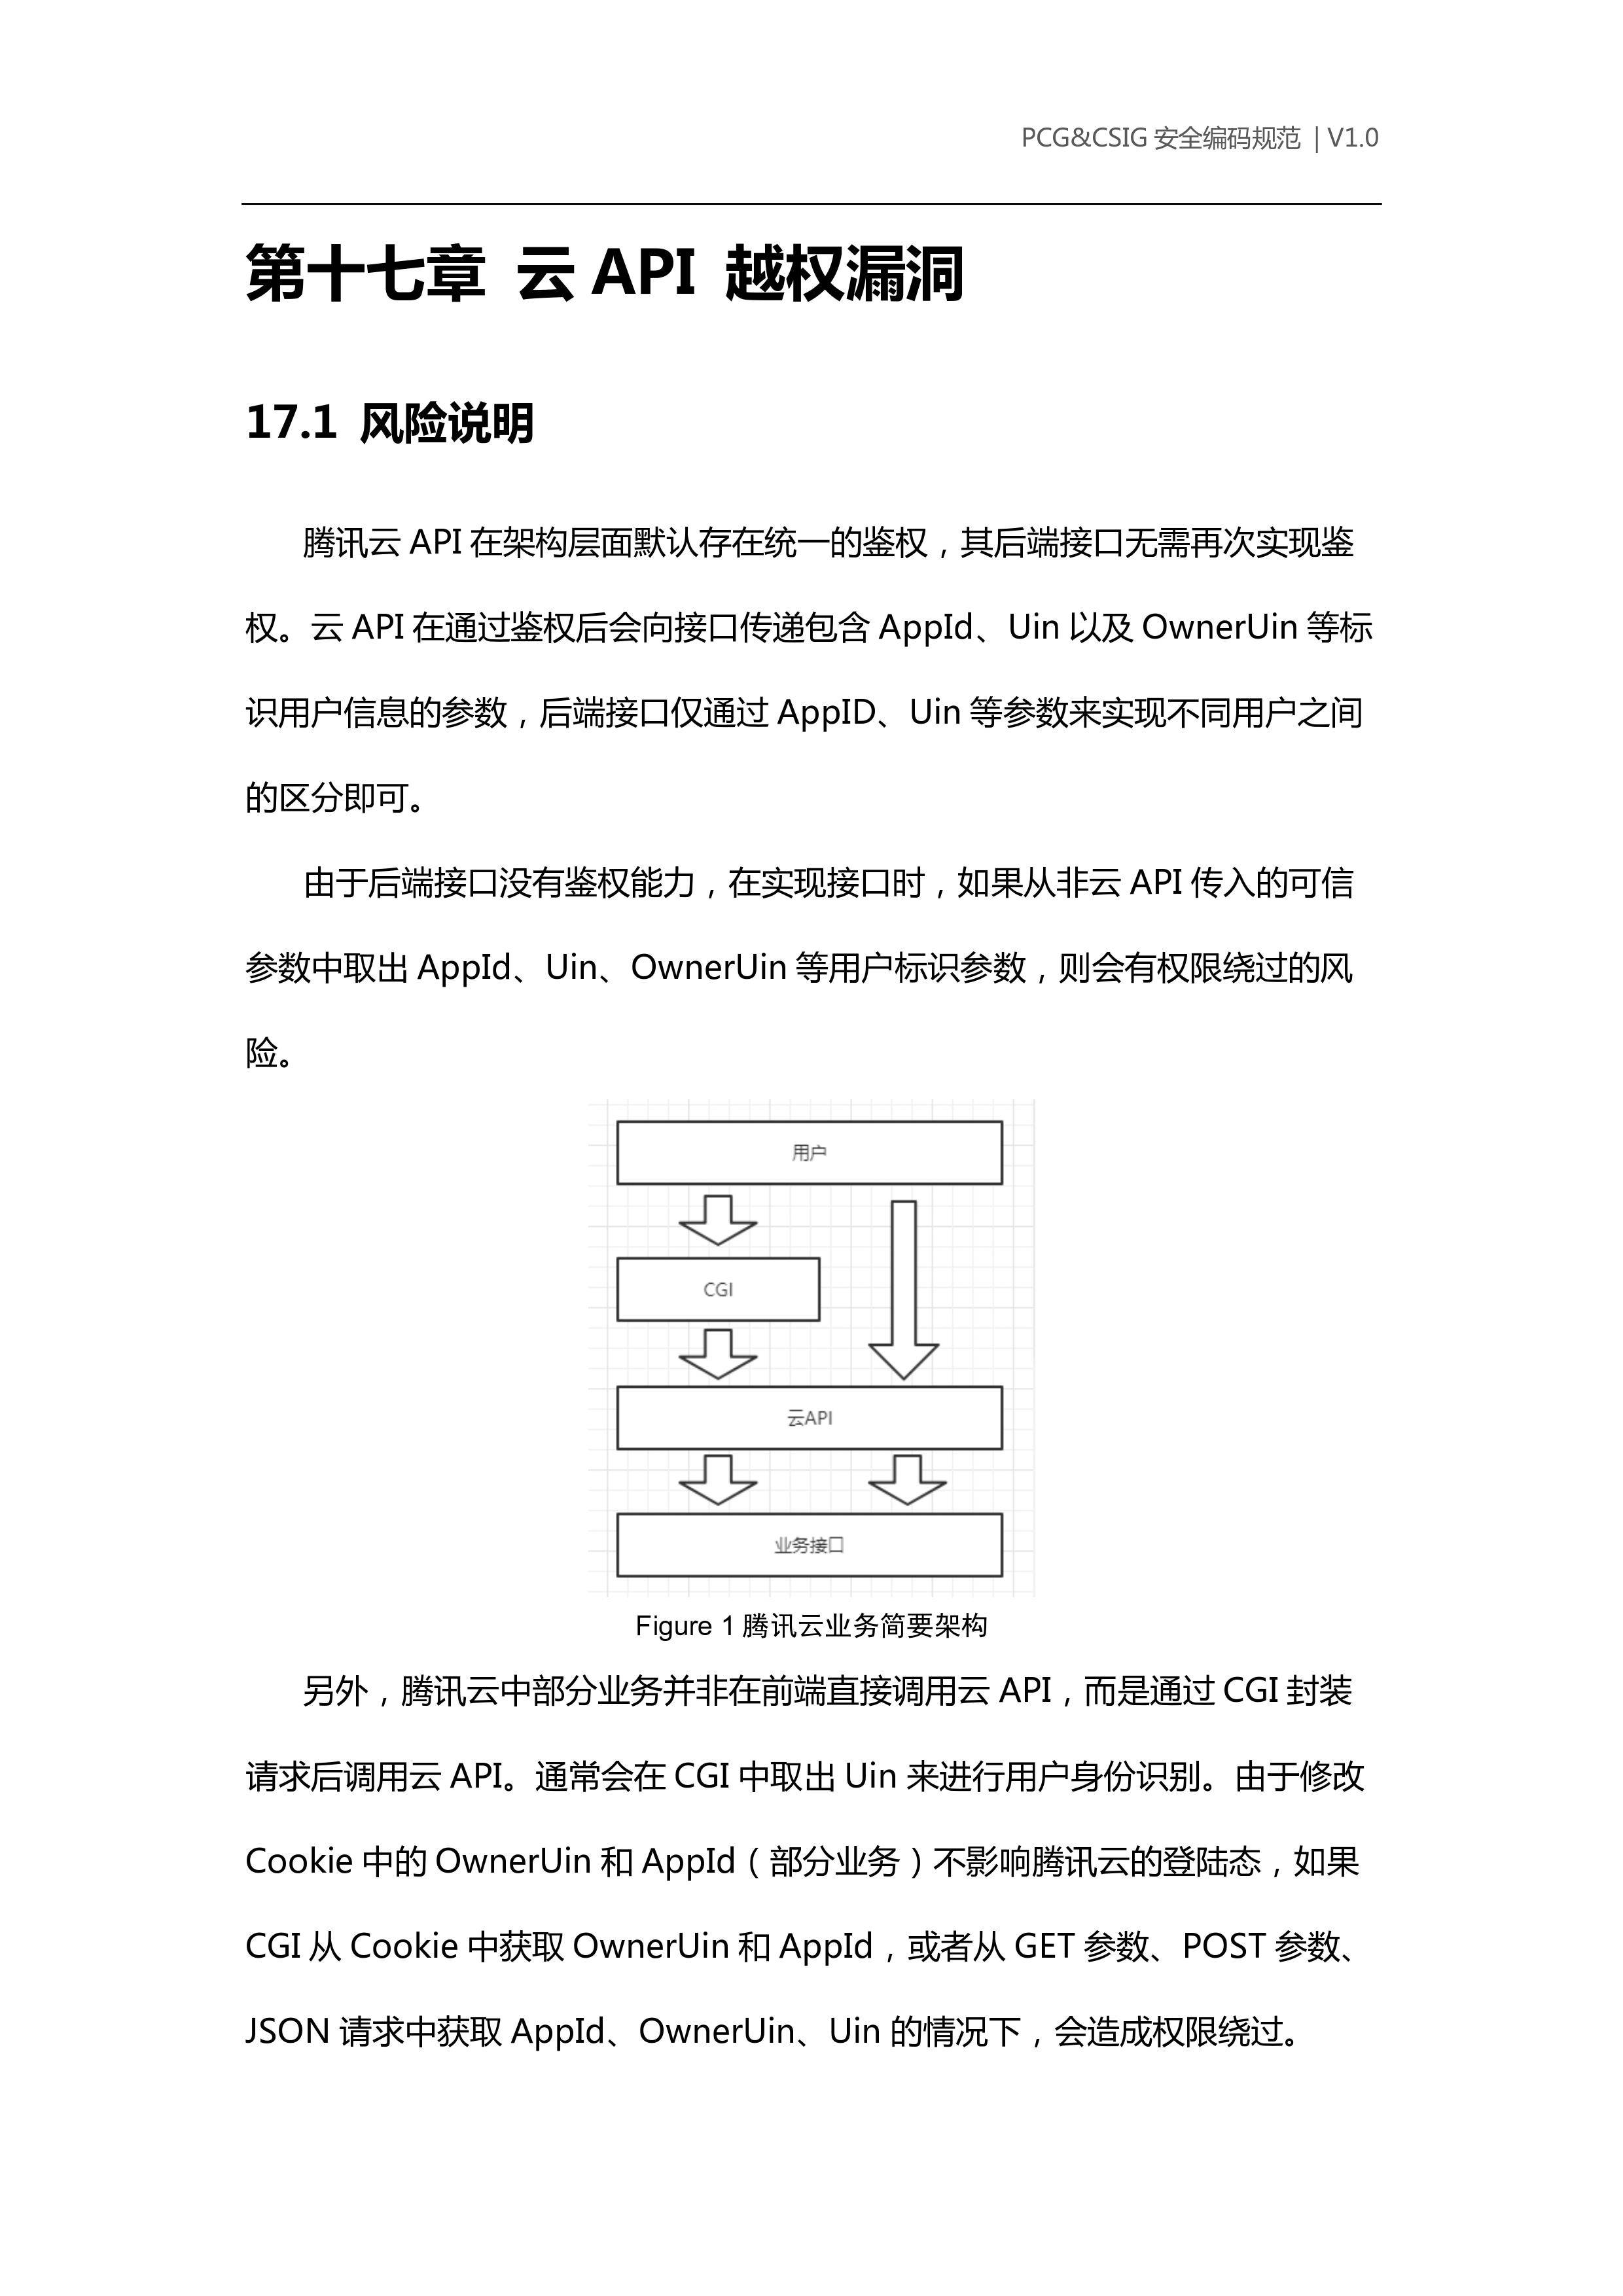 PCG&CSIG 安全编码规范 | V1.0
第十七章 云 API 越权漏洞
17.1 风险说明
腾讯云 API 在架构层面默认存在统一的鉴权，其后端接口无需再次实现鉴
权。云 API 在通过鉴权后会向接口传递包含 AppId、Uin 以及 OwnerUin 等标
识用户信息的参数，后端接口仅通过 AppID、Uin 等参数来实现不同用户之间
的区分即可。
由于后端接口没有鉴权能力，在实现接口时，如果从非云 API 传入的可信
参数中取出 AppId、Uin、OwnerUin 等用户标识参数，则会有权限绕过的风
险。
用户
CGI
云API
业务接口
Figure 1 腾讯云业务简要架构
另外，腾讯云中部分业务并非在前端直接调用云 API，而是通过 CGI 封装
请求后调用云 API。通常会在 CGI 中取出 Uin 来进行用户身份识别。由于修改
Cookie 中的 OwnerUin 和 AppId（部分业务）不影响腾讯云的登陆态，如果
CGI 从 Cookie 中获取 OwnerUin 和 AppId，或者从 GET 参数、POST 参数、
JSON 请求中获取 AppId、OwnerUin、Uin 的情况下，会造成权限绕过。